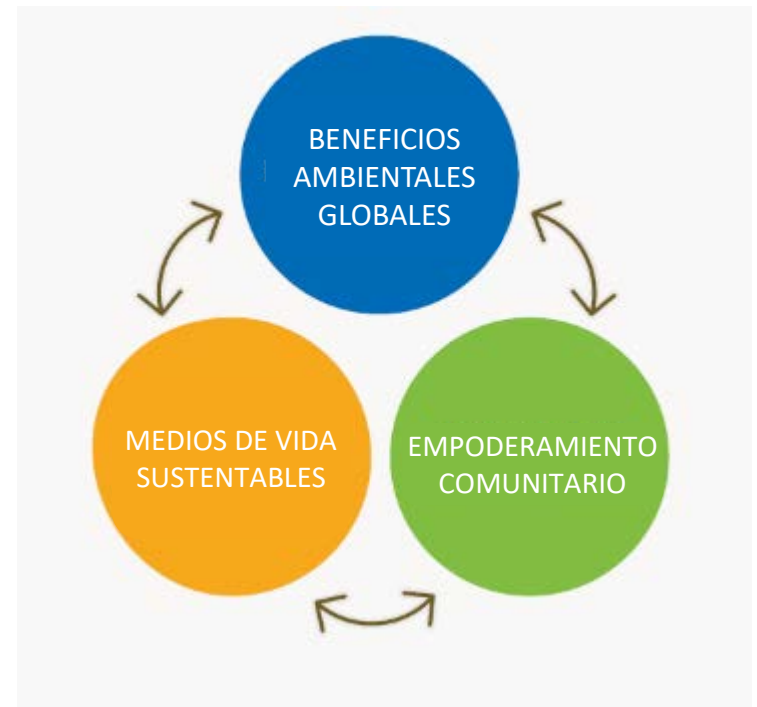 BENEFICIOS
AMBIENTALES
GLOBALES
MEDIOS DE VIDA
SUSTENTABLES
EMPODERAMIENTO
COMUNITARIO